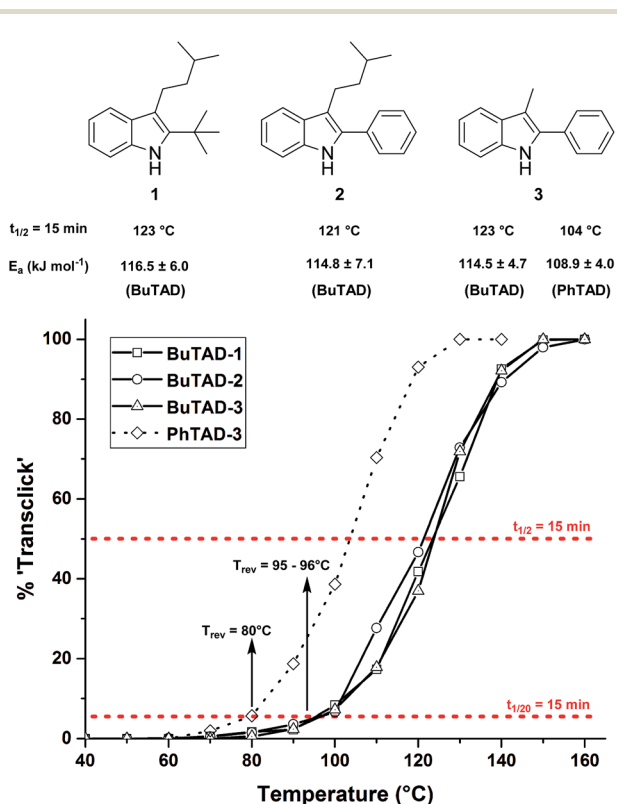 N
H
N
H
N
H
1
2
3
t1/2 = 15 min
123 °C
121 °C
123 °C
104 °C
Ea (kJ mol-1)
116.5 ± 6.0
114.8 ± 7.1
114.5 ± 4.7
108.9 ± 4.0
(BuTAD)
(BuTAD)
(BuTAD)
(PhTAD)
100
BuTAD-1
BuTAD-2
BuTAD-3
PhTAD-3
80
60
t1/2 = 15 min
40
Trev = 95 - 96°C
Trev = 80°C
20
t1/20 = 15 min
0
% 'Transclick'
40 60 80 100 120 140 160
Temperature (°C)